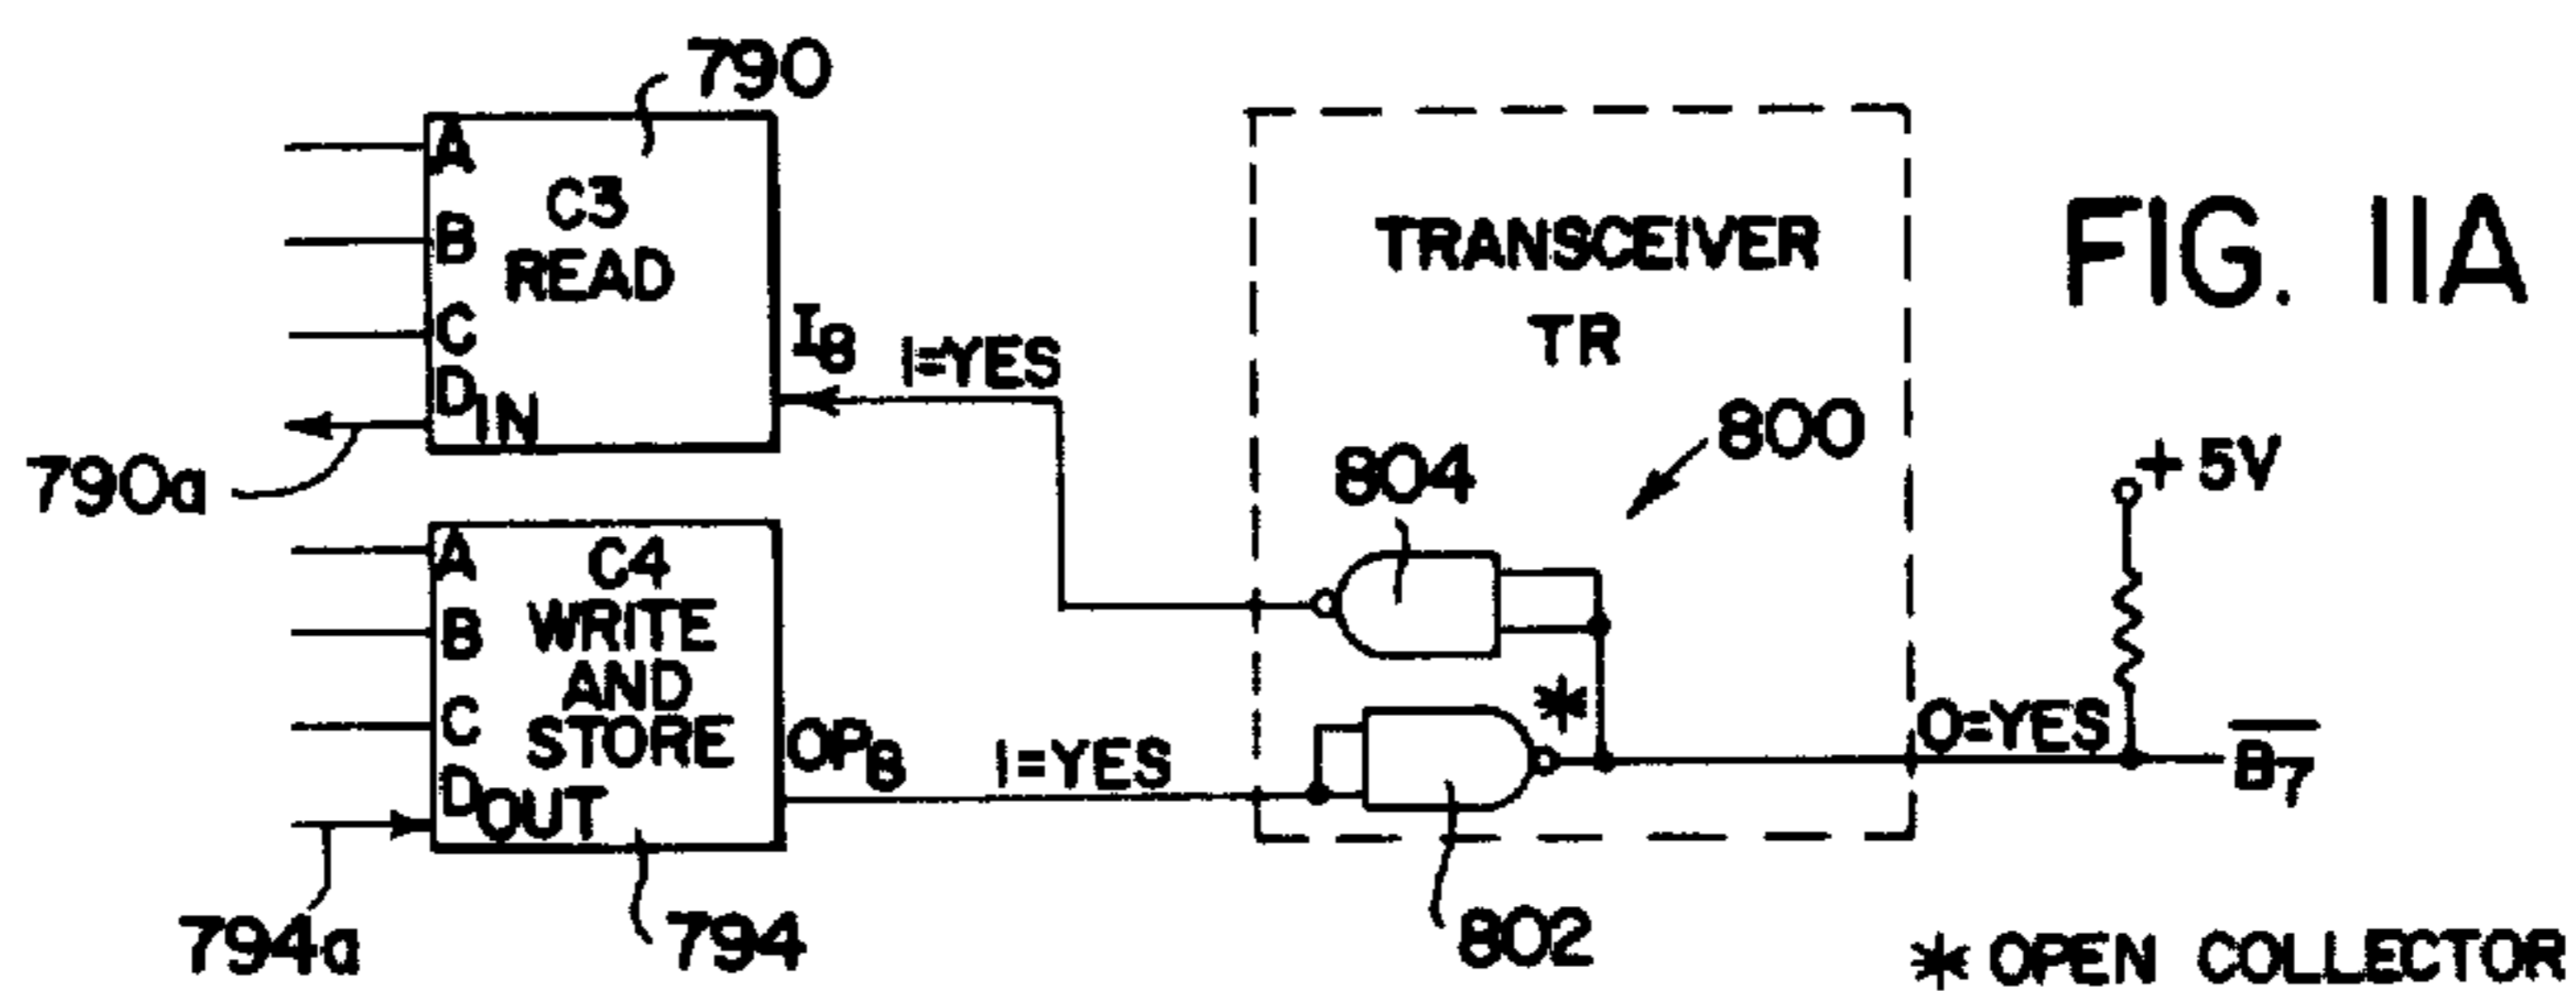 790
A
C3
B
READ
C
I8
1=YES
DIN
790a
A
C4
B
WRITE
AND
C
STORE
DOUT
OP8
1=YES
794a
794
TRANSCEIVER
TR
800
804
*
802
FIG. 11A
+5V
0=YES
B7
* OPEN COLLECTOR